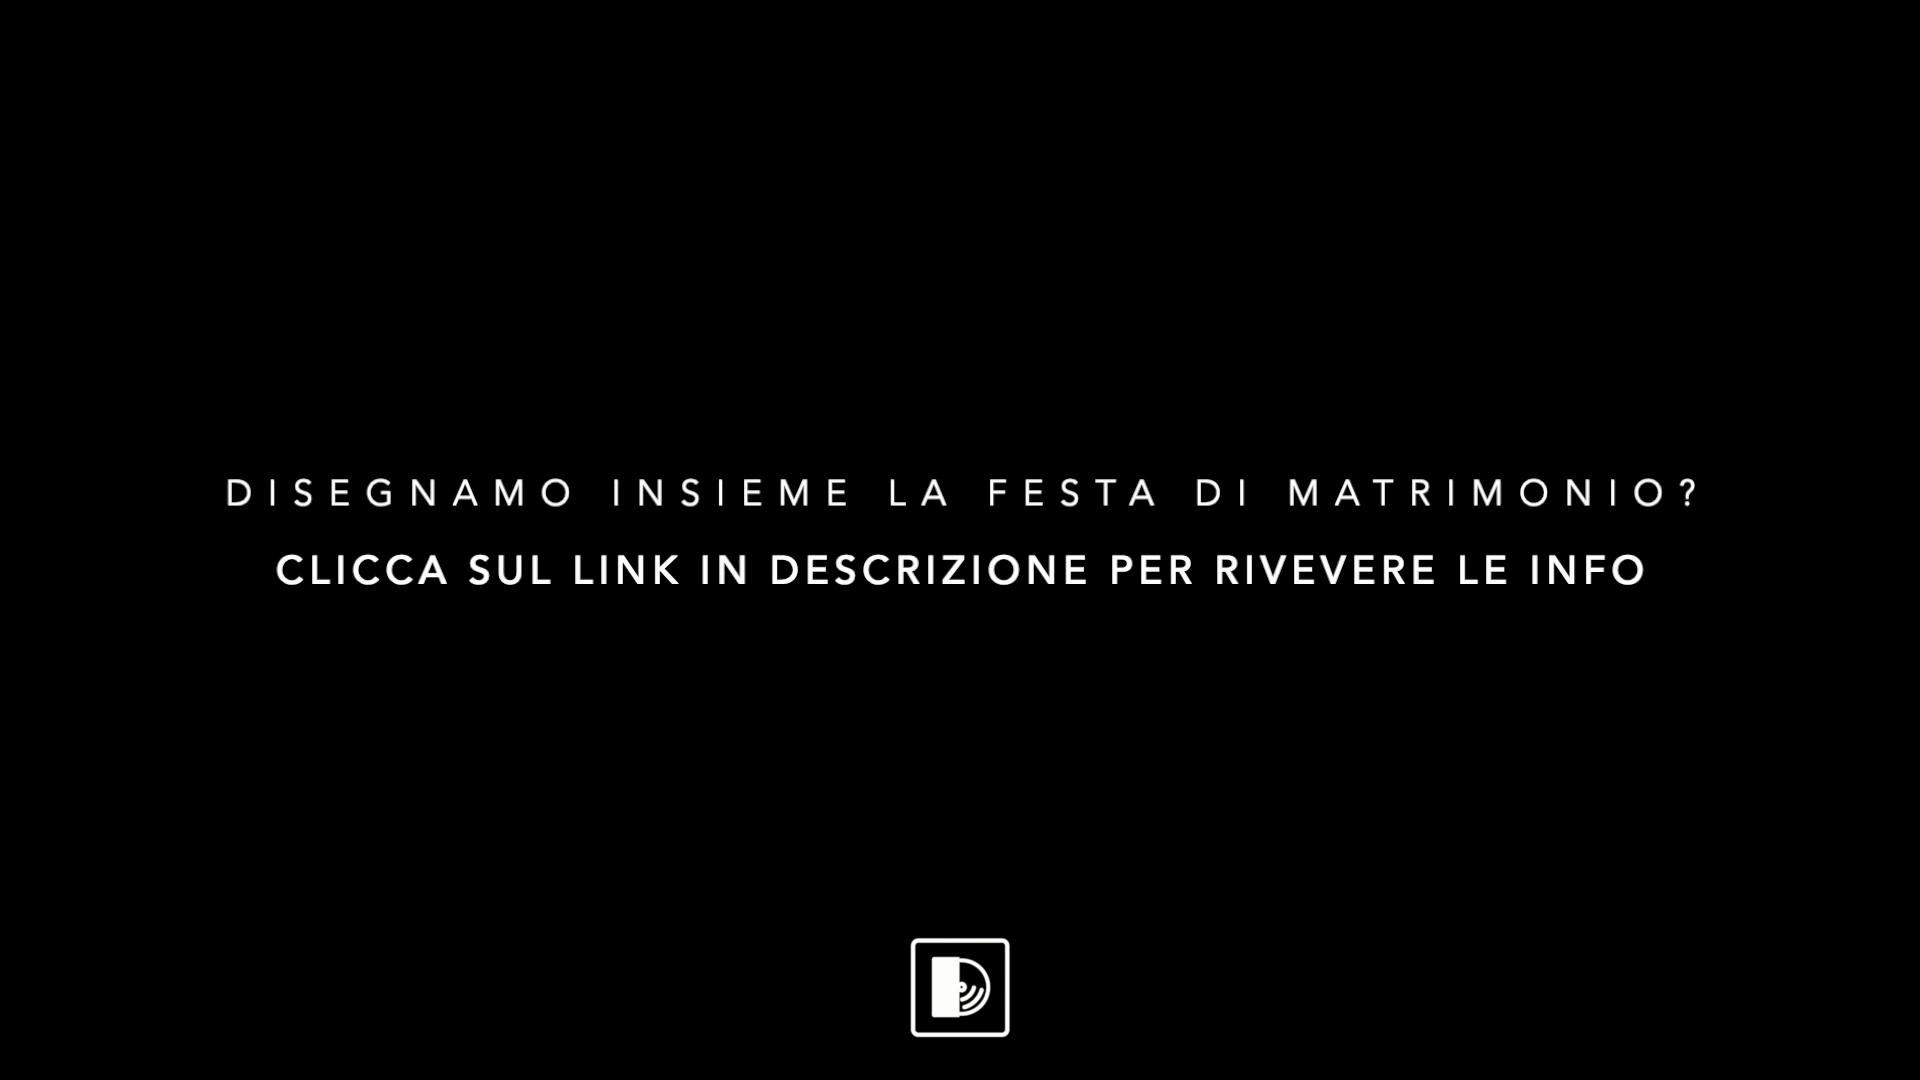 DISEGNAMO INSIEME LA FESTA DI MATRIMONIO?
CLICCA SUL LINK IN DESCRIZIONE PER RIVEVERE LE INFO